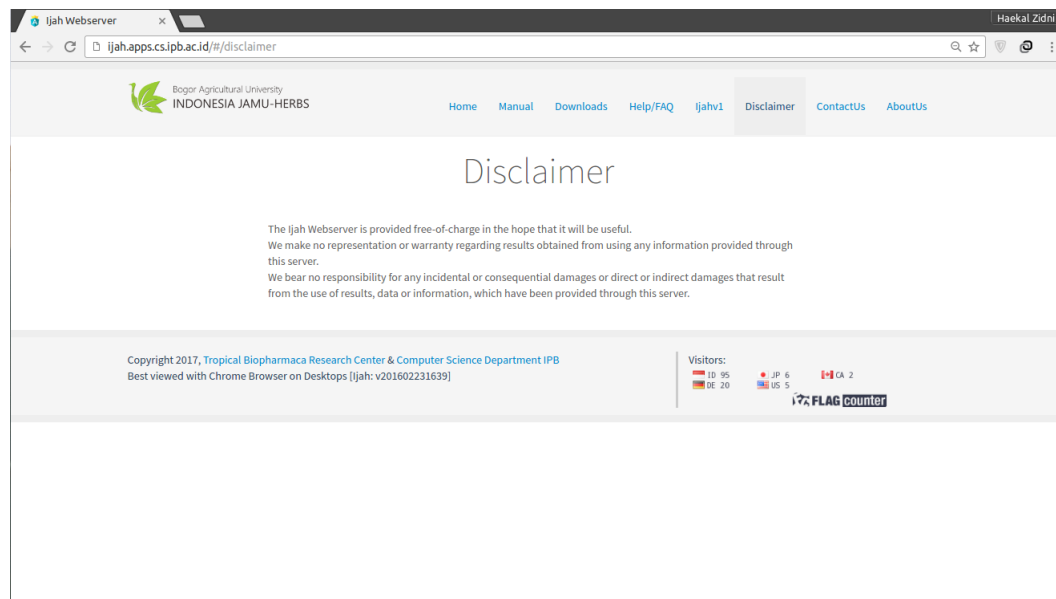 Ijah Webserver
Haekal Zidni
ijah.apps.cs.ipb.ac.id/#/disclaimer
Bogor Agricultural University
INDONESIA JAMU-HERBS
Home Manual Downloads Help/FAQ Ijahv1 Disclaimer ContactUs AboutUs
Disclaimer
The Ijah Webserver is provided free-of-charge in the hope that it will be useful.
We make no representation or warranty regarding results obtained from using any information provided through
this server.
We bear no responsibility for any incidental or consequential damages or direct or indirect damages that result
from the use of results, data or information, which have been provided through this server.
Copyright 2017, Tropical Biopharmaca Research Center & Computer Science Department IPB
Best viewed with Chrome Browser on Desktops [Ijah: v201602231639]
Visitors:
ID 95 JP 6 CA 2
DE 20 US 5
FLAG counter